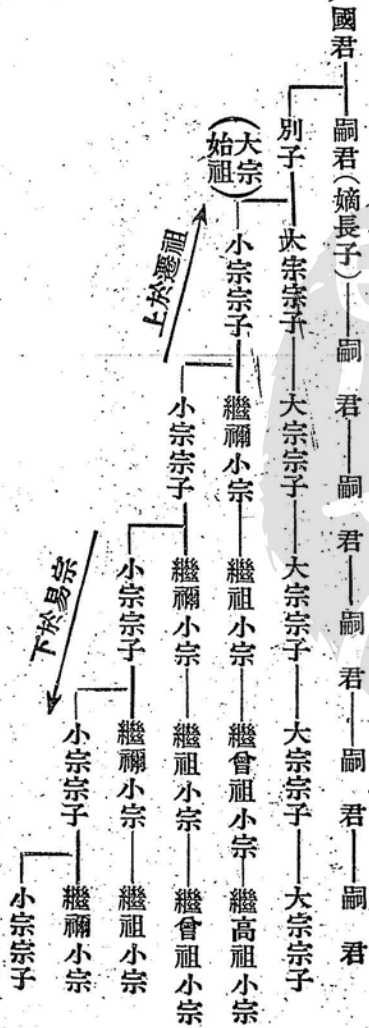 國君
嗣君（嫡長子）
嗣君
嗣君
嗣君
嗣君
嗣君
別子
（大宗
始祖）
大宗宗子
大宗宗子
大宗宗子
大宗宗子
大宗宗子
小宗宗子
繼禰小宗
繼祖小宗
繼曾祖小宗
繼高祖小宗
祖遷於上
小宗宗子
繼禰小宗
繼祖小宗
繼曾祖小宗
小宗宗子
繼禰小宗
繼祖小宗
宗易於下
小宗宗子
繼禰小宗
小宗宗子